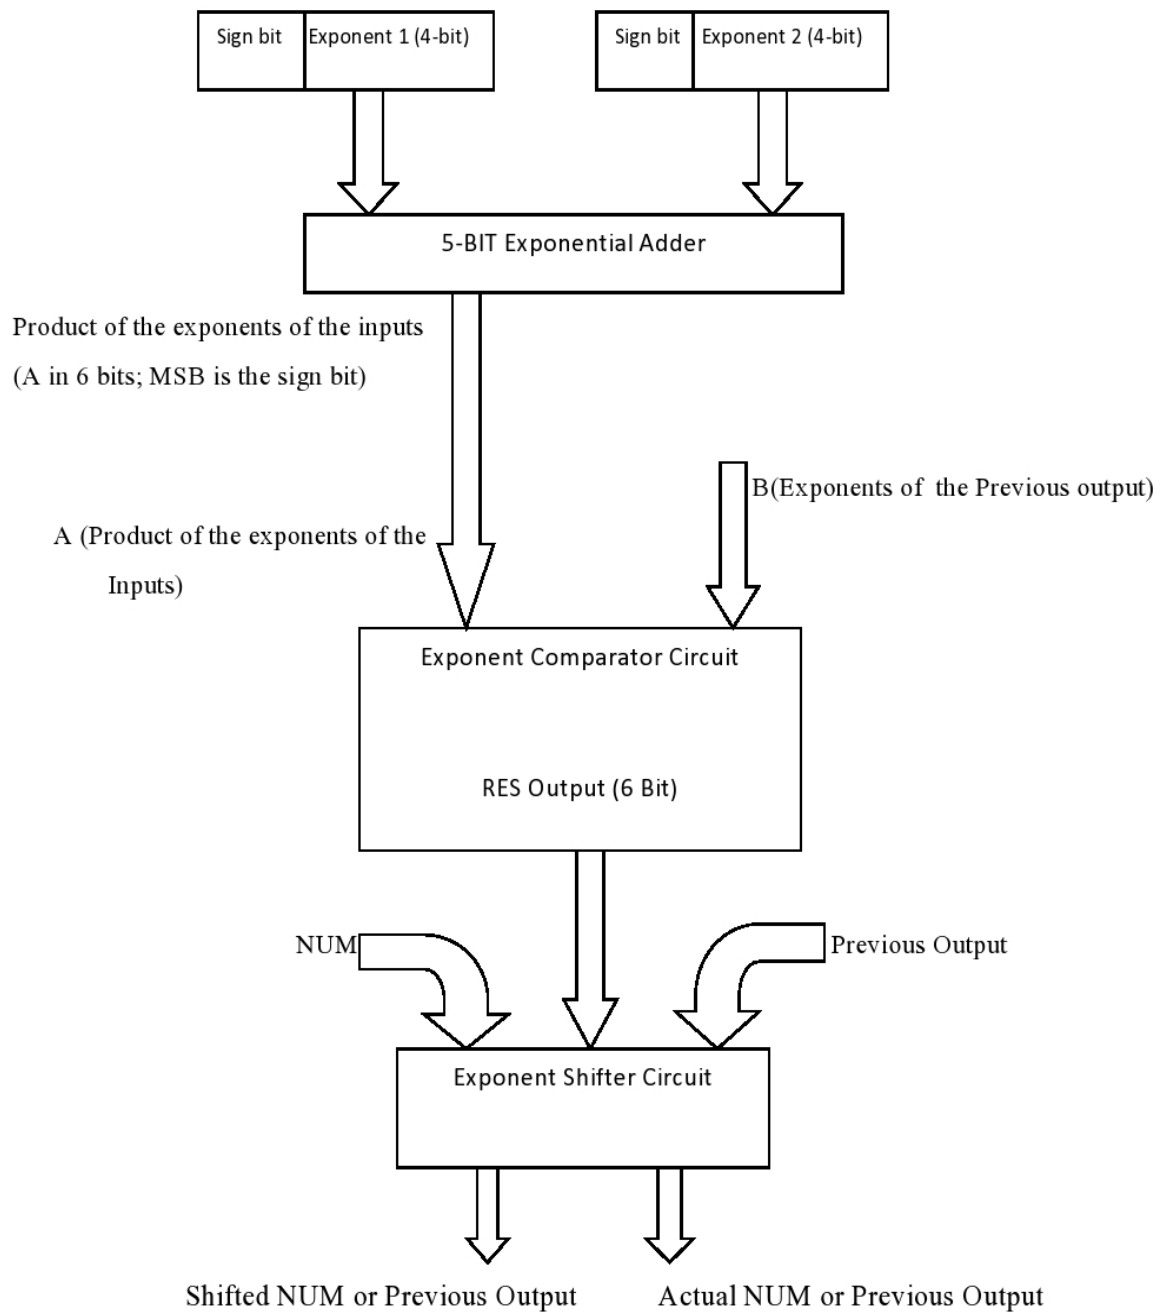 Sign bit
Exponent 1 (4-bit)
Sign bit
Exponent 2 (4-bit)
5-BIT Exponential Adder
Product of the exponents of the inputs
(A in 6 bits; MSB is the sign bit)
B(Exponents of the Previous output)
A (Product of the exponents of the
Inputs)
Exponent Comparator Circuit
RES Output (6 Bit)
NUM
Previous Output
Exponent Shifter Circuit
Shifted NUM or Previous Output
Actual NUM or Previous Output